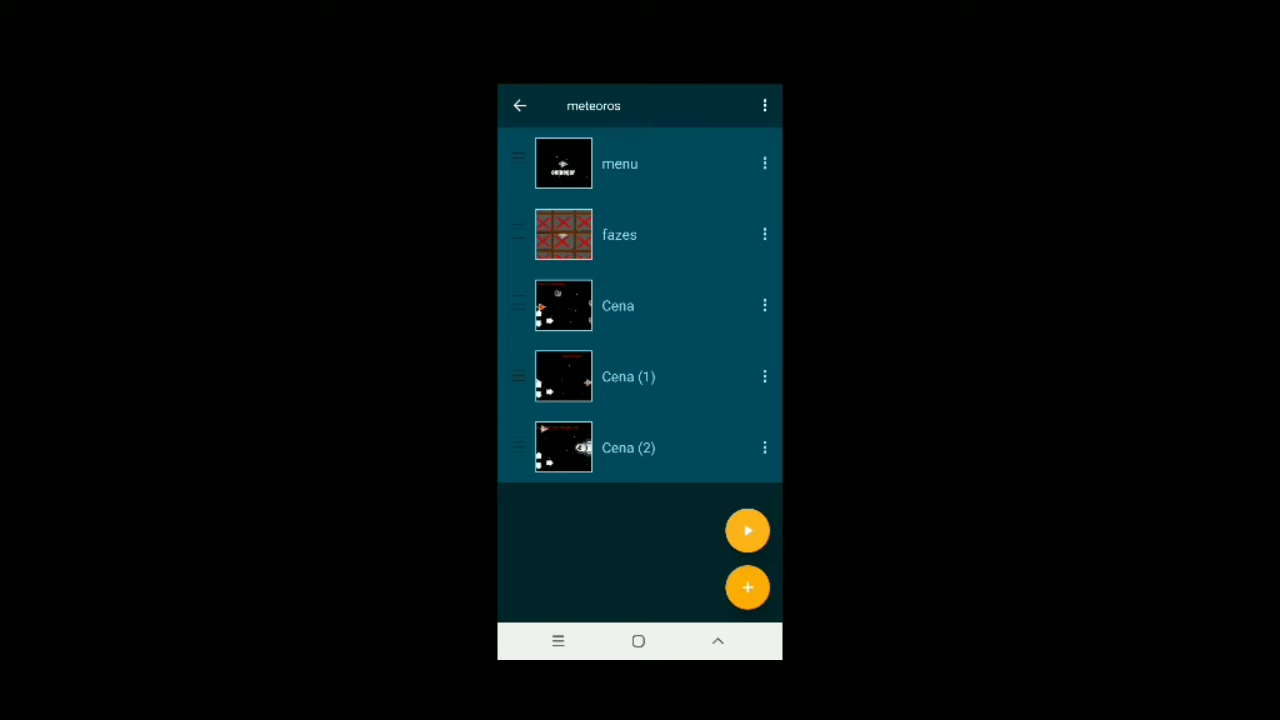 meteoros
menu
fazes
Cena
Cena (1)
Cena (2)